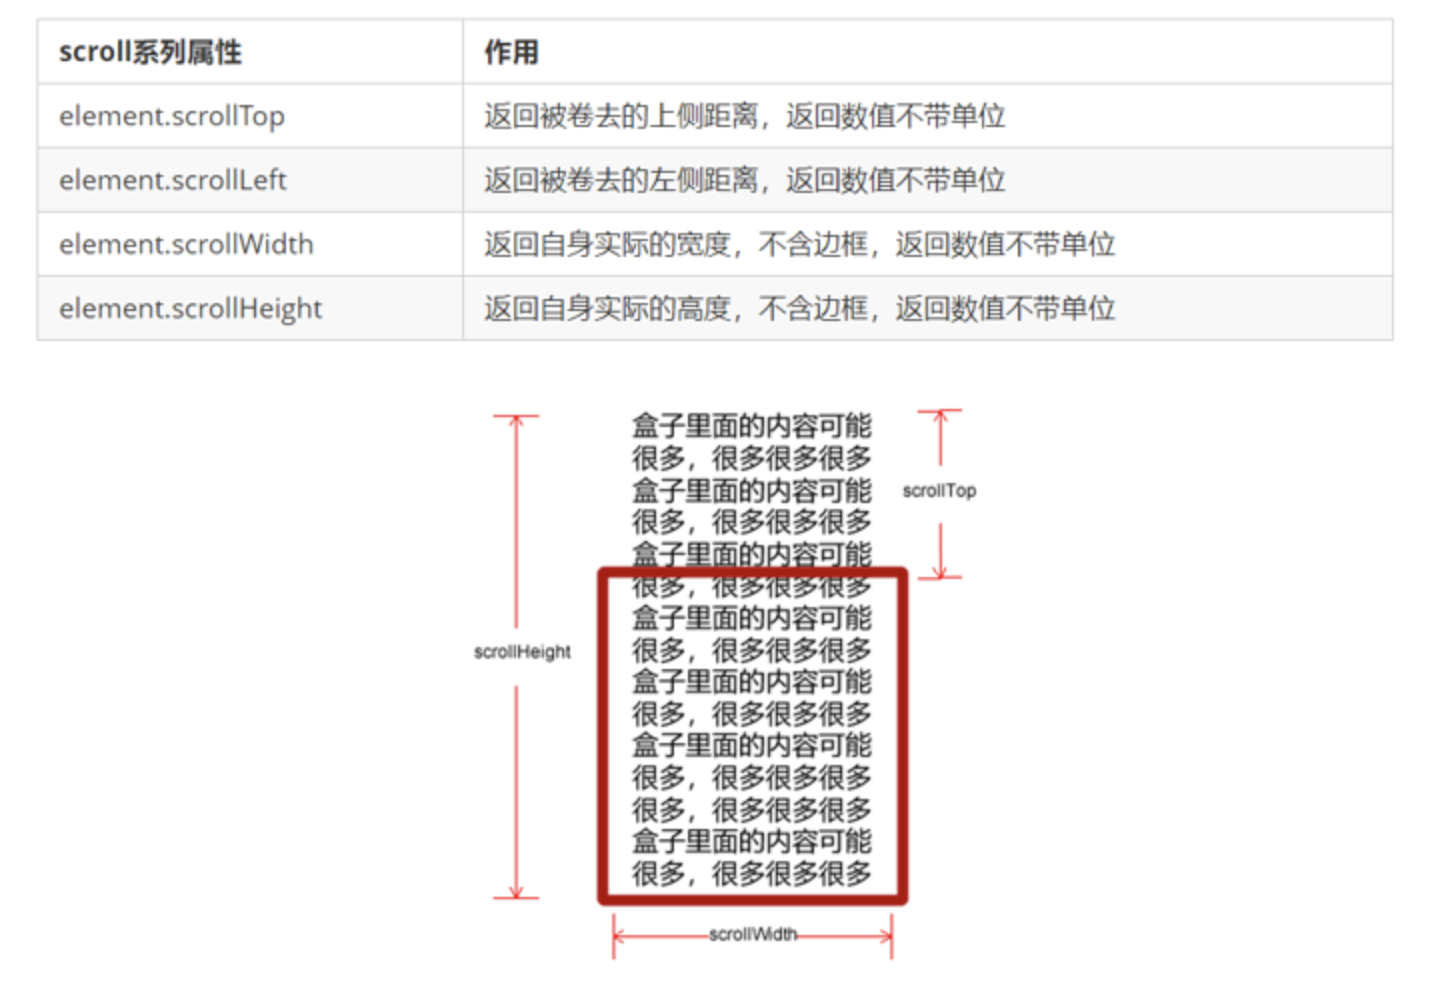 scroll系列属性 作用
element.scrollTop 返回被卷去的上侧距离，返回数值不带单位
element.scrollLeft 返回被卷去的左侧距离，返回数值不带单位
element.scrollWidth 返回自身实际的宽度，不含边框，返回数值不带单位
element.scrollHeight 返回自身实际的高度，不含边框，返回数值不带单位
盒子里面的内容可能
很多，很多很多很多
盒子里面的内容可能
scrollTop
很多，很多很多很多
盒子里面的内容可能
很多，很多很多很多
盒子里面的内容可能
scrollHeight
很多，很多很多很多
盒子里面的内容可能
很多，很多很多很多
盒子里面的内容可能
很多，很多很多很多
很多，很多很多很多
盒子里面的内容可能
很多，很多很多很多
scrollWidth